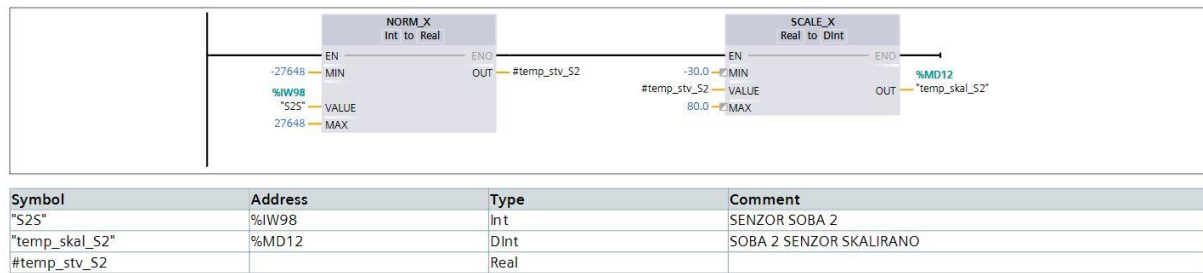 NORM_X
Int to Real
SCALE_X
Real to DInt
EN ENO
EN ENO
-27648 MIN OUT #temp_stv_S2
-30.0 MIN
%MD12
%IW98
#temp_stv_S2 VALUE OUT "temp_skal_S2"
"S2S" VALUE
80.0 MAX
27648 MAX
Symbol Address Type Comment
"S2S" %IW98 Int SENZOR SOBA 2
"temp_skal_S2" %MD12 DInt SOBA 2 SENZOR SKALIRANO
#temp_stv_S2 Real